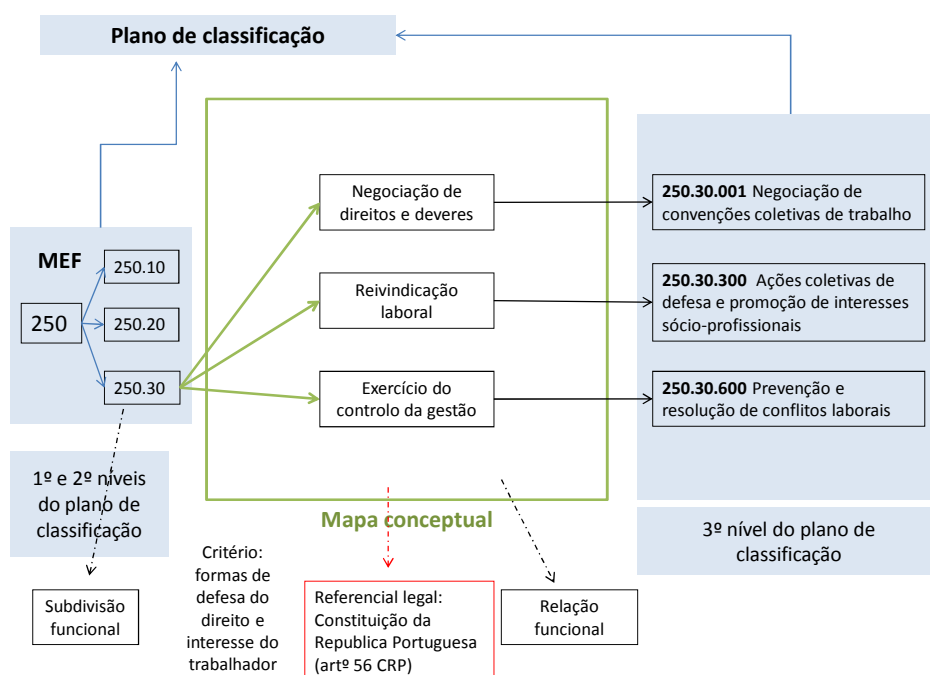 Plano de classificação
MEF
250
250.10
250.20
250.30
1º e 2º níveis
do plano de
classificação
Subdivisão
funcional
Negociação de
direitos e deveres
Reivindicação
laboral
Exercício do
controlo da gestão
Mapa conceptual
Critério:
formas de
defesa do
direito e
interesse do
trabalhador
Referencial legal:
Constituição da
Republica Portuguesa
(artº 56 CRP)
Relação
funcional
250.30.001 Negociação de
convenções coletivas de trabalho
250.30.300 Ações coletivas de
defesa e promoção de interesses
sócio-profissionais
250.30.600 Prevenção e
resolução de conflitos laborais
3º nível do plano de
classificação